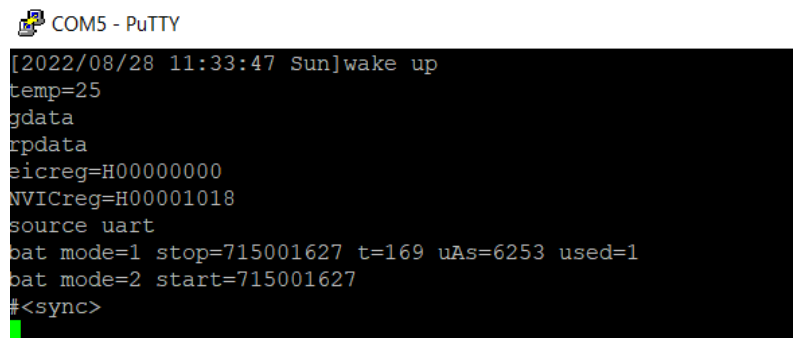 COM5 - PuTTY
[2022/08/28 11:33:47 Sun]wake up
temp=25
gdata
rpdata
eicreg=H00000000
NVICreg=H00001018
source uart
bat mode=1 stop=715001627 t=169 uAs=6253 used=1
bat mode=2 start=715001627
#<sync>